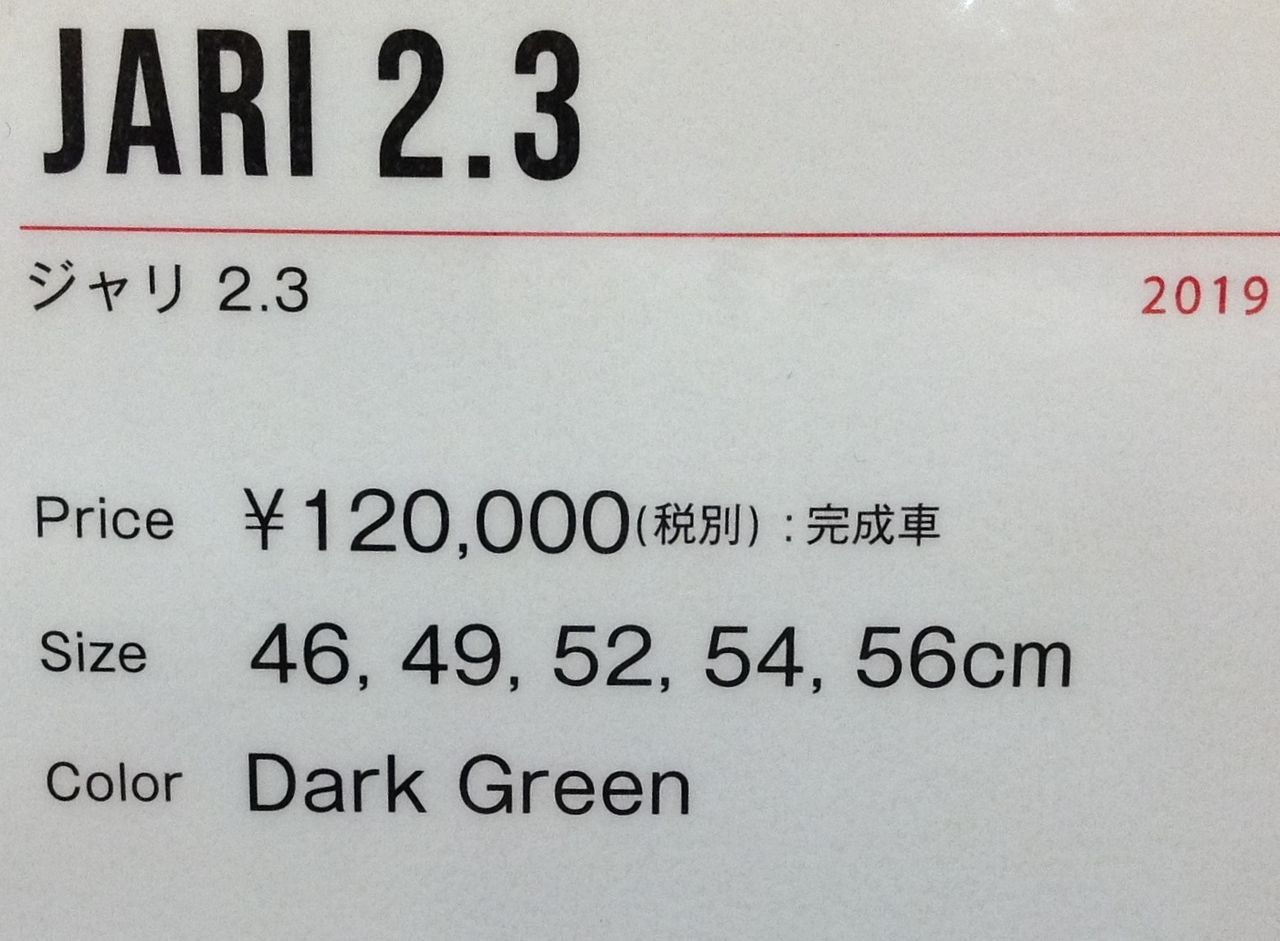 JARI 2.3
ジャリ 2.3 2019
Price ¥120,000(税別) : 完成車
Size 46, 49, 52, 54, 56cm
Color Dark Green